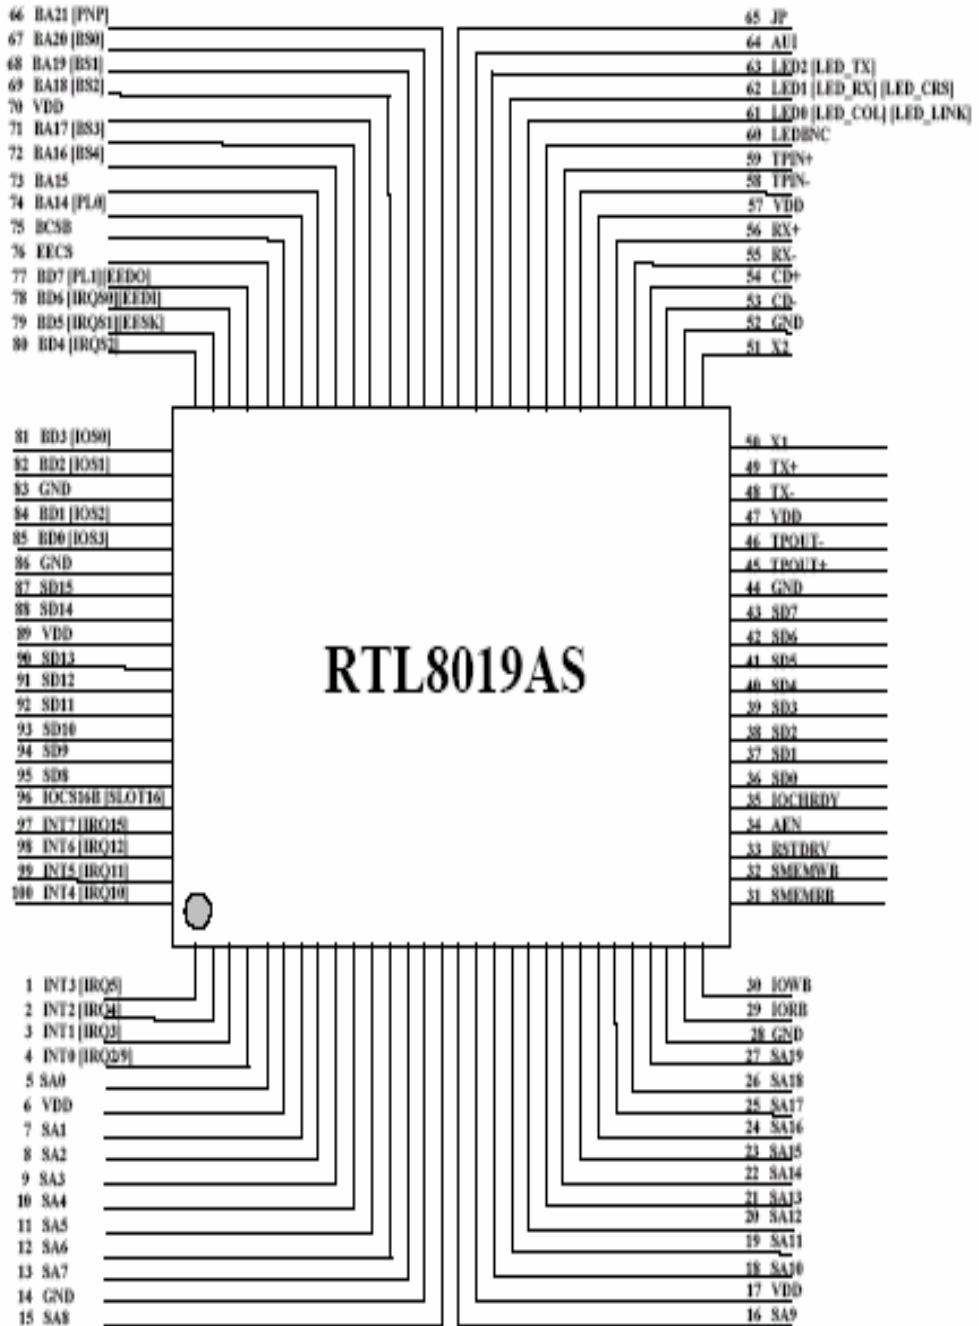 66 BA21 [PNP]
67 BA20 [BS0]
68 BA19 [BS1]
69 BA18 [BS2]
70 VDD
71 BA17 [BS3]
72 BA16 [BS4]
73 BA15
74 BA14 [PL0]
75 BCSB
76 EECS
77 BD7 [PL1][EEDO]
78 BD6 [IRQS0][EEDI]
79 BD5 [IRQS1][EESK]
80 BD4 [IRQS2]
65 JP
64 AUI
63 LED2 [LED_TX]
62 LED1 [LED_RX] [LED_CRS]
61 LED0 [LED_COL] [LED_LINK]
60 LEDBNC
59 TPIN+
58 TPIN-
57 VDD
56 RX+
55 RX-
54 CD+
53 CD-
52 GND
51 X2
81 BD3 [IOS0]
82 BD2 [IOS1]
83 GND
84 BD1 [IOS2]
85 BD0 [IOS3]
86 GND
87 SD15
88 SD14
89 VDD
90 SD13
91 SD12
92 SD11
93 SD10
94 SD9
95 SD8
96 IOCS16B [SLOT16]
97 INT7 [IRQ15]
98 INT6 [IRQ12]
99 INT5 [IRQ11]
100 INT4 [IRQ10]
RTL8019AS
50 X1
49 TX+
48 TX-
47 VDD
46 TPOUT-
45 TPOUT+
44 GND
43 SD7
42 SD6
41 SD5
40 SD4
39 SD3
38 SD2
37 SD1
36 SD0
35 IOCHRDY
34 AEN
33 RSTDRV
32 SMEMWB
31 SMEMRB
1 INT3 [IRQ5]
2 INT2 [IRQ4]
3 INT1 [IRQ3]
4 INT0 [IRQ2/9]
5 SA0
6 VDD
7 SA1
8 SA2
9 SA3
10 SA4
11 SA5
12 SA6
13 SA7
14 GND
15 SA8
30 IOWB
29 IORB
28 GND
27 SA19
26 SA18
25 SA17
24 SA16
23 SA15
22 SA14
21 SA13
20 SA12
19 SA11
18 SA10
17 VDD
16 SA9